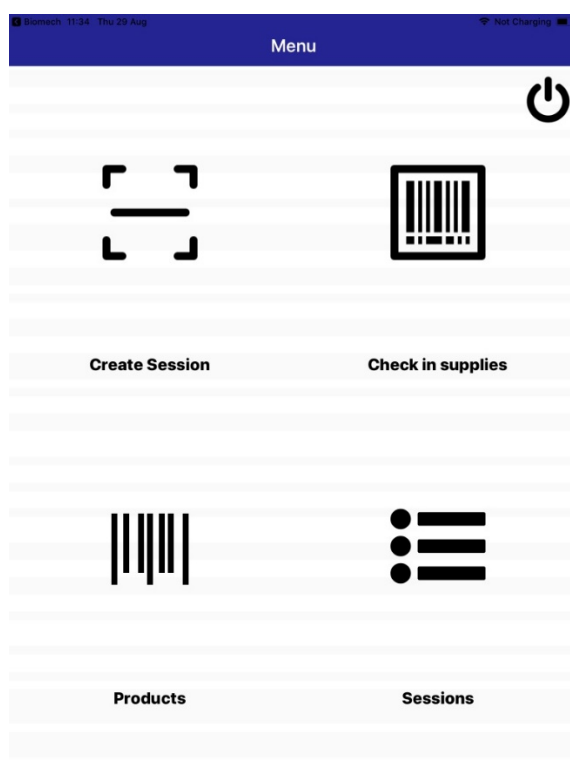 Biomech 11:34 Thu 29 Aug Not Charging
Menu
Create Session Check in supplies
Products Sessions